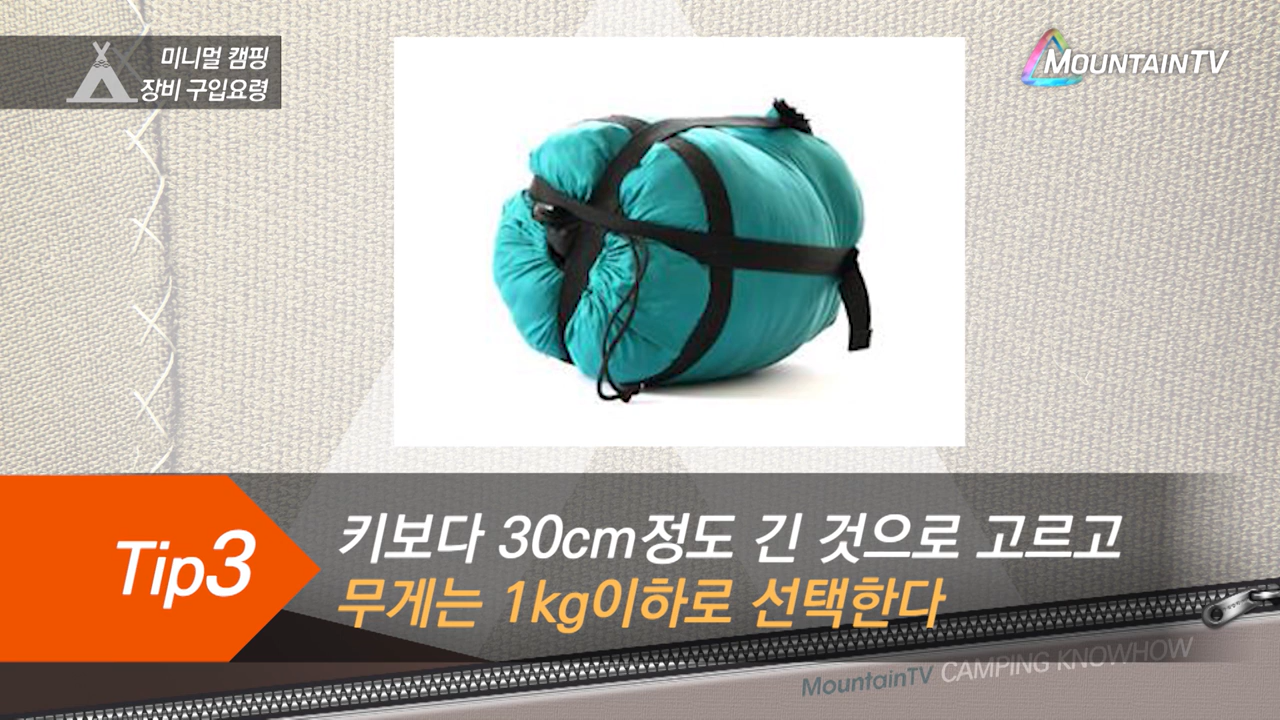 미니멀 캠핑
장비 구입요령
MOUNTAINTV
Tip3
키보다 30cm정도 긴 것으로 고르고
무게는 1kg이하로 선택한다
MountainTV CAMPING KNOWHOW